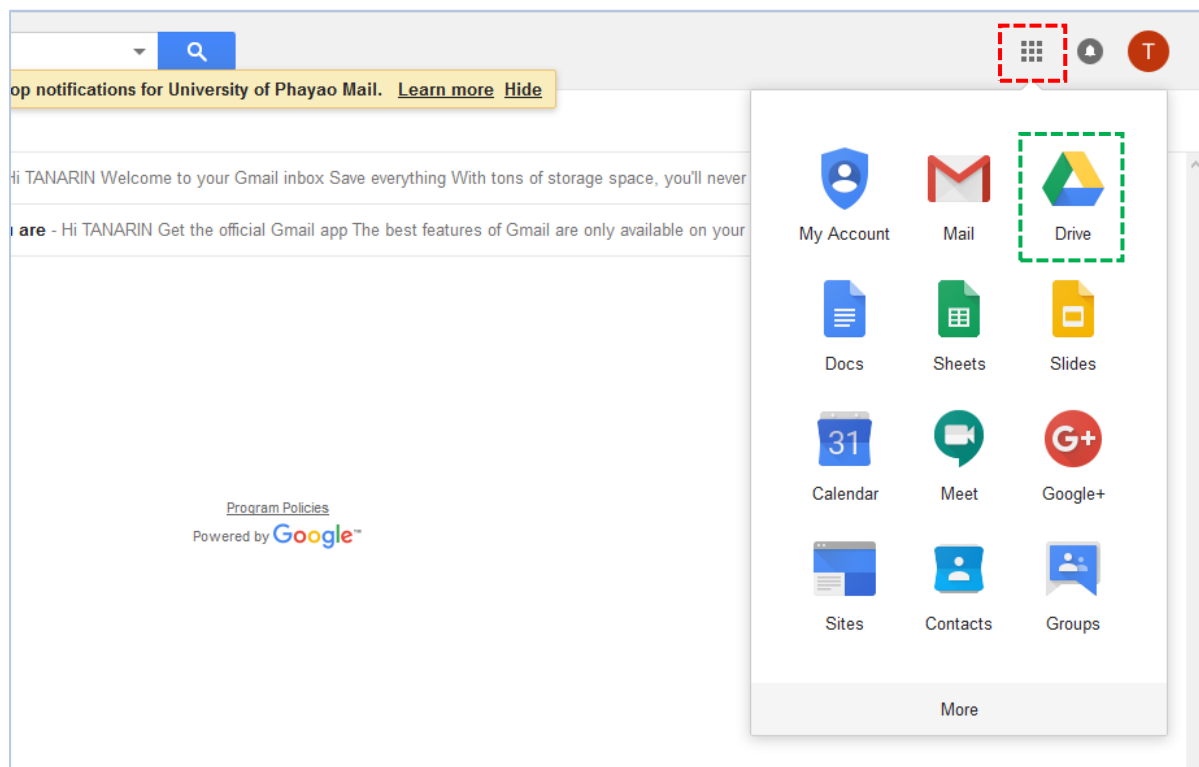 T
op notifications for University of Phayao Mail. Learn more Hide
Hi TANARIN Welcome to your Gmail inbox Save everything With tons of storage space, you'll never
are - Hi TANARIN Get the official Gmail app The best features of Gmail are only available on your
My Account Mail Drive
Docs Sheets Slides
31 G+
Calendar Meet Google+
Sites Contacts Groups
More
Program Policies
Powered by Google™